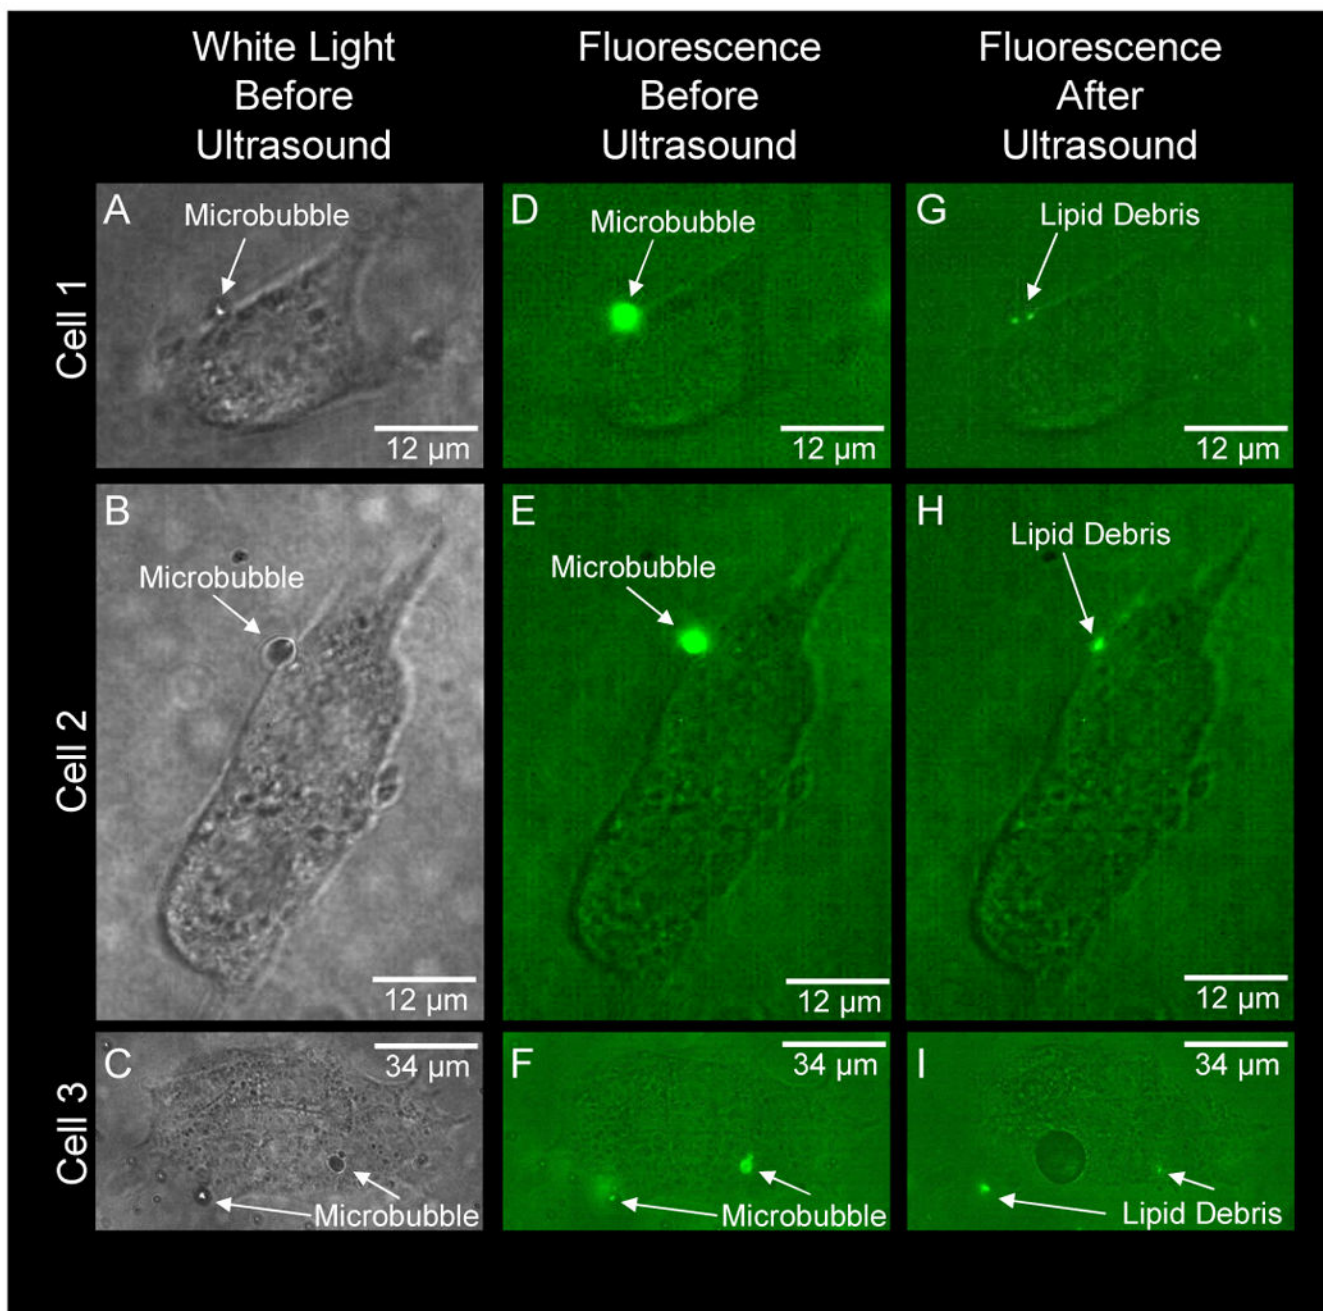 White Light
Before
Ultrasound
Fluorescence
Before
Ultrasound
Fluorescence
After
Ultrasound
Cell 1
A
Microbubble
12 µm
D
Microbubble
12 µm
G
Lipid Debris
12 µm
Cell 2
B
Microbubble
12 µm
E
Microbubble
12 µm
H
Lipid Debris
12 µm
Cell 3
C
34 µm
Microbubble
F
34 µm
Microbubble
I
34 µm
Lipid Debris